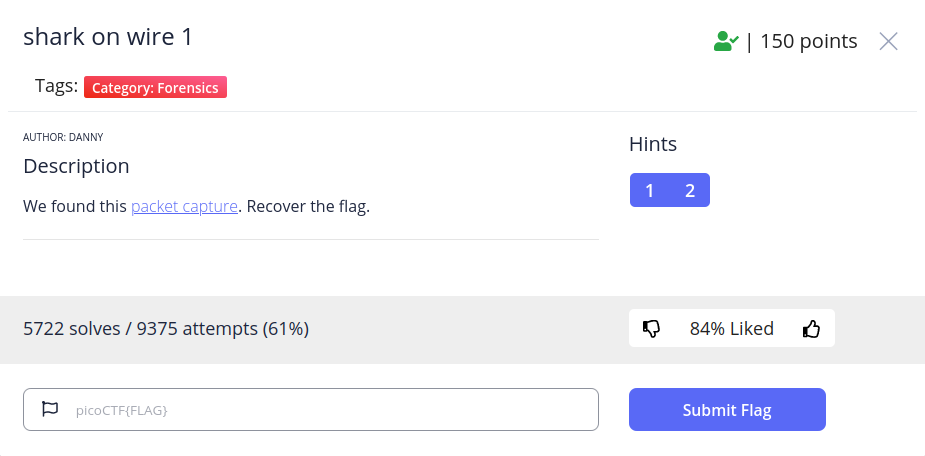 shark on wire 1
| 150 points
Tags: Category: Forensics
AUTHOR: DANNY
Description
We found this packet capture. Recover the flag.
Hints
1 2
5722 solves / 9375 attempts (61%)
84% Liked
picoCTF{FLAG}
Submit Flag